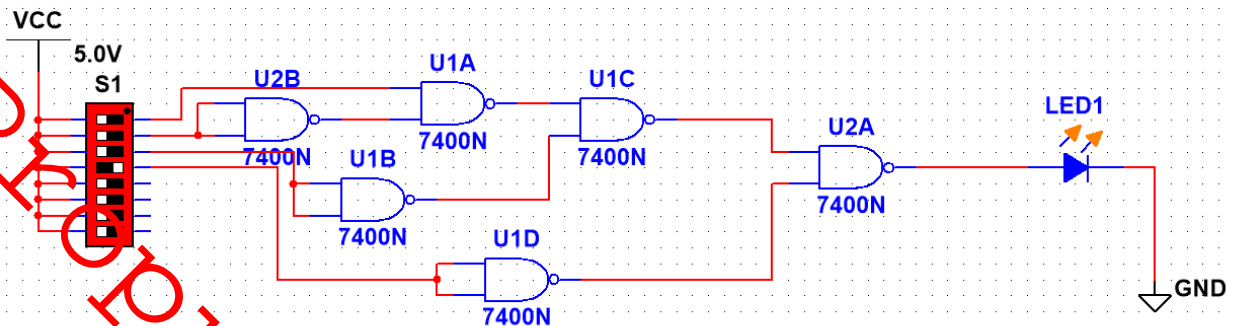 VCC
5.0V
S1
U2B
7400N
U1A
7400N
U1B
7400N
U1C
7400N
U1D
7400N
U2A
7400N
LED1
GND